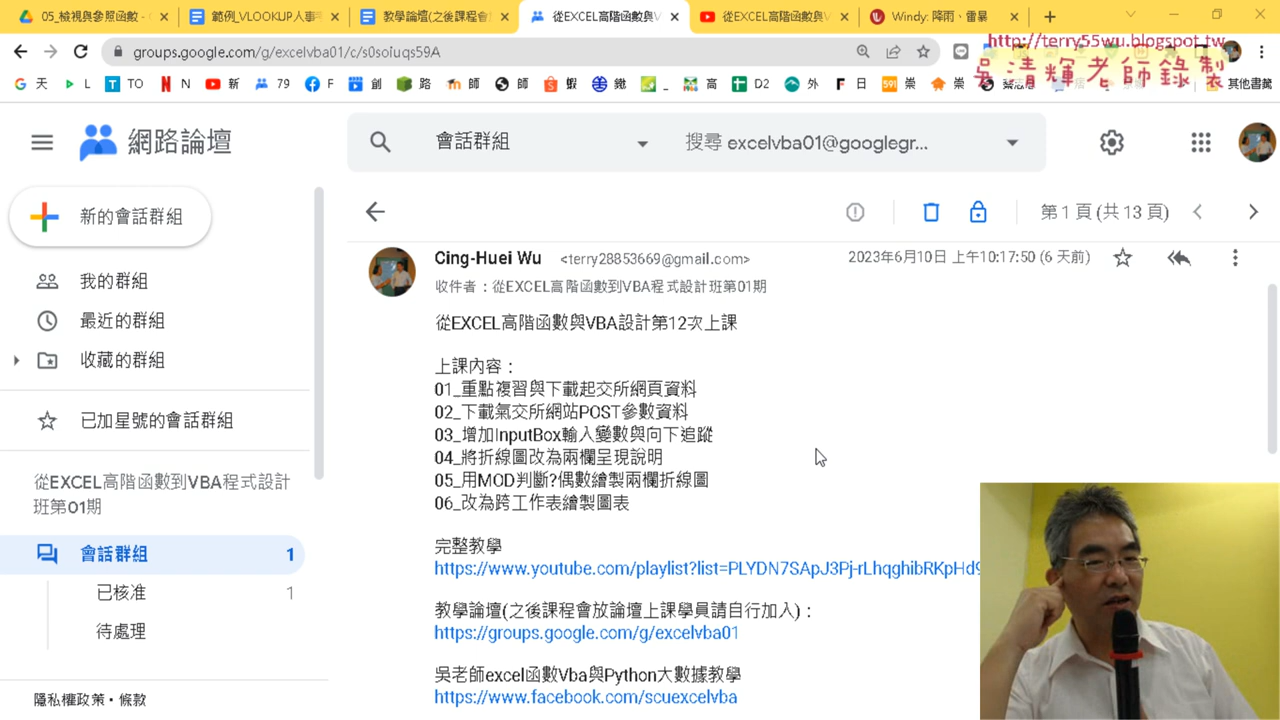 05_檢視與參照函數 -
範例_VLOOKUP人事
教學論壇(之後課程會
從EXCEL高階函數與V
從EXCEL高階函數與V
Windy: 降雨、雷暴
groups.google.com/g/excelvba01/c/s0soiuqs59A
http://terry55wu.blogspot.tw
吳清輝老師錄製
天 L TO N 新 79 F 創 路 師 師 蝦 鐵 _ 高 D2 外 日 崇 崇
其他書籤
網路論壇
會話群組
搜尋 excelvba01@googlegr...
新的會話群組
第 1 頁 (共 13 頁)
我的群組
最近的群組
收藏的群組
已加星號的會話群組
從EXCEL高階函數到VBA程式設計
班第01期
會話群組 1
已核准 1
待處理
隱私權政策 • 條款
Cing-Huei Wu <terry28853669@gmail.com>
2023年6月10日 上午10:17:50 (6 天前)
收件者：從EXCEL高階函數到VBA程式設計班第01期
從EXCEL高階函數與VBA設計第12次上課
上課內容：
01_重點複習與下載起交所網頁資料
02_下載氣交所網站POST參數資料
03_增加InputBox輸入變數與向下追蹤
04_將折線圖改為兩欄呈現說明
05_用MOD判斷?偶數繪製兩欄折線圖
06_改為跨工作表繪製圖表
完整教學
https://www.youtube.com/playlist?list=PLYDN7SApJ3Pj-rLhqghibRKpHd9
教學論壇(之後課程會放論壇上課學員請自行加入)：
https://groups.google.com/g/excelvba01
吳老師excel函數Vba與Python大數據教學
https://www.facebook.com/scuexcelvba